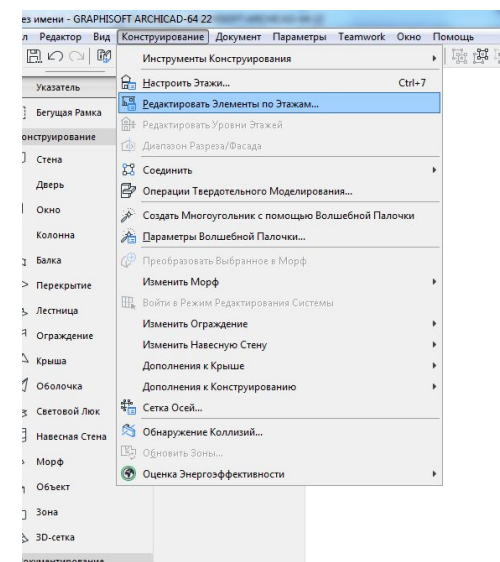 ез имени - GRAPHISOFT ARCHICAD-64 22
л Редактор Вид Конструирование Документ Параметры Teamwork Окно Помощь
Инструменты Конструирования
Указатель
Настроить Этажи... Ctrl+7
Редактировать Элементы по Этажам...
Бегущая Рамка
Редактировать Уровни Этажей
онструирование
Диапазон Разреза/Фасада
Стена
Соединить
Дверь
Операции Твердотельного Моделирования...
Окно
Создать Многоугольник с помощью Волшебной Палочки
Колонна
Параметры Волшебной Палочки...
Балка
Преобразовать Выбранное в Морф
Перекрытие
Изменить Морф
Войти в Режим Редактирования Системы
Лестница
Изменить Ограждение
Ограждение
Изменить Навесную Стену
Крыша
Дополнения к Крыше
Оболочка
Дополнения к Конструированию
Световой Люк
Сетка Осей...
Навесная Стена
Обнаружение Коллизий...
Обновить Зоны...
Морф
Оценка Энергоэффективности
Объект
Зона
3D-сетка
окументирование